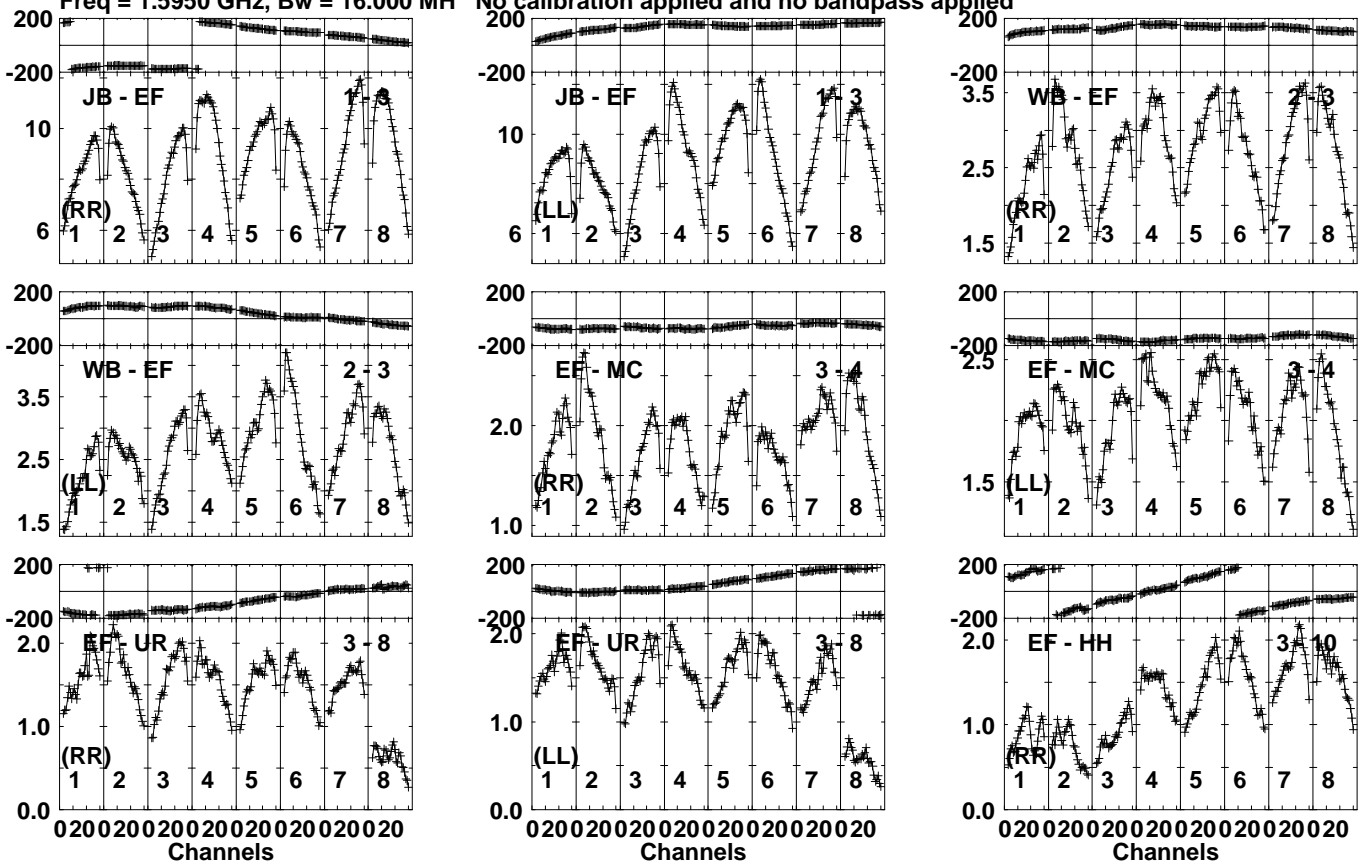 Freq = 1.5950 GHz, Bw = 16.000 MH No calibration applied and no bandpass applied
200
-200
JB - EF 1 - 3
10
6
(RR)
1 2 3 4 5 6 7 8
200
-200
JB - EF 1 - 3
10
6
(LL)
1 2 3 4 5 6 7 8
200
-200
WB - EF 2 - 3
3.5
2.5
1.5
(RR)
1 2 3 4 5 6 7 8
200
-200
WB - EF 2 - 3
3.5
2.5
1.5
(LL)
1 2 3 4 5 6 7 8
200
-200
EF - MC 3 - 4
2.0
1.0
(RR)
1 2 3 4 5 6 7 8
200
-200
2.5
EF - MC 3 - 4
1.5
(LL)
1 2 3 4 5 6 7 8
200
-200
EF - UR 3 - 8
2.0
1.0
0.0
(RR)
1 2 3 4 5 6 7 8
0 20 0 20 0 20 0 20 0 20 0 20 0 20 0 20
Channels
200
-200
EF - UR 3 - 8
2.0
1.0
0.0
(LL)
1 2 3 4 5 6 7 8
0 20 0 20 0 20 0 20 0 20 0 20 0 20 0 20
Channels
200
-200
EF - HH 3 - 10
2.0
1.0
0.0
(RR)
1 2 3 4 5 6 7 8
0 20 0 20 0 20 0 20 0 20 0 20 0 20 0 20
Channels